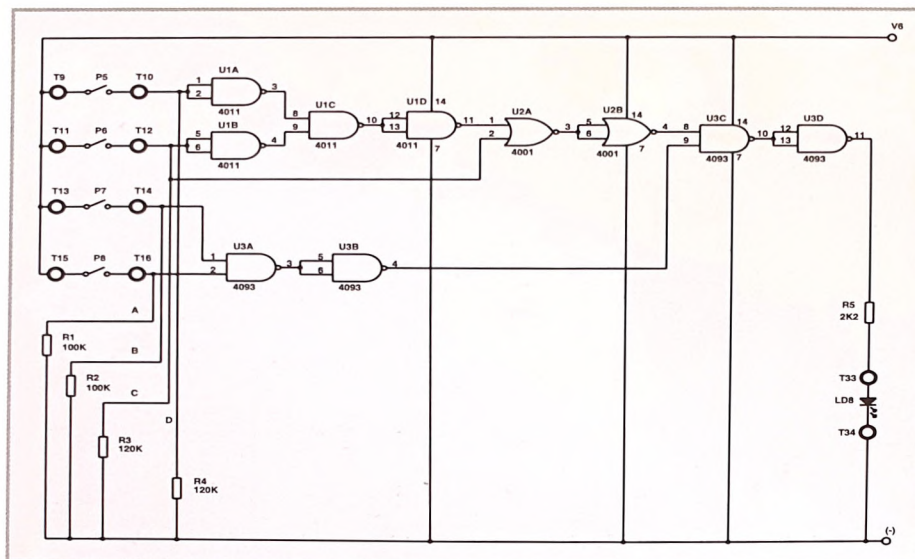 V6
T9 P5 T10
1
2
U1A
3
4011
U1C
8
9
10
4011
U1D
12
13
14
11
4011
7
U2A
1
2
3
4001
U2B
5
6
14
4
4001
7
U3C
8
9
14
10
4093
7
U3D
12
13
11
4093
T11 P6 T12
5
6
U1B
4
4011
T13 P7 T14
T15 P8 T16
U3A
1
2
3
4093
U3B
5
6
4
4093
A
R1
100K
B
R2
100K
C
R3
120K
D
R4
120K
R5
2K2
T33
LD8
T34
(-)